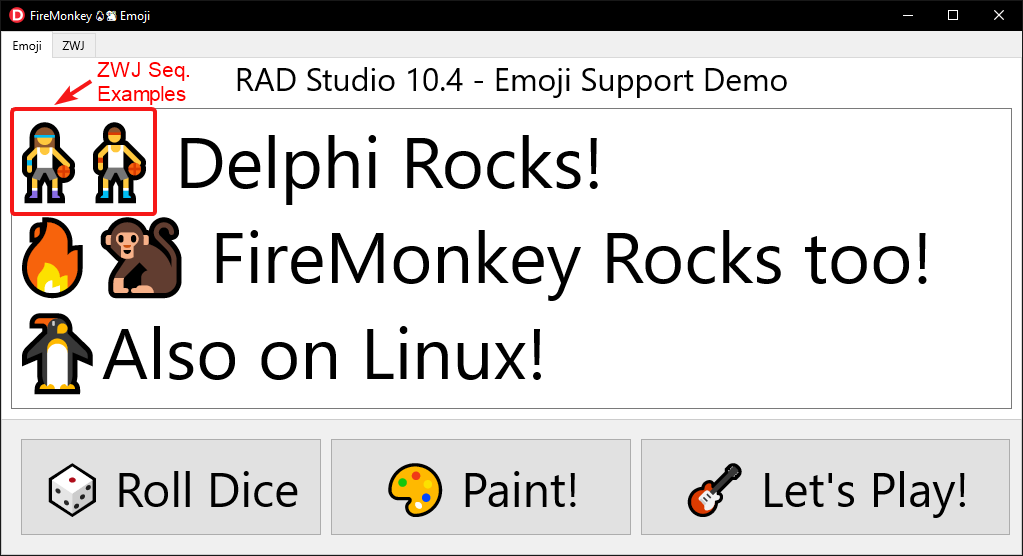 FireMonkey 🔥🐒 Emoji
Emoji ZWJ
ZWJ Seq.
Examples
RAD Studio 10.4 - Emoji Support Demo
Delphi Rocks!
FireMonkey Rocks too!
Also on Linux!
Roll Dice
Paint!
Let's Play!